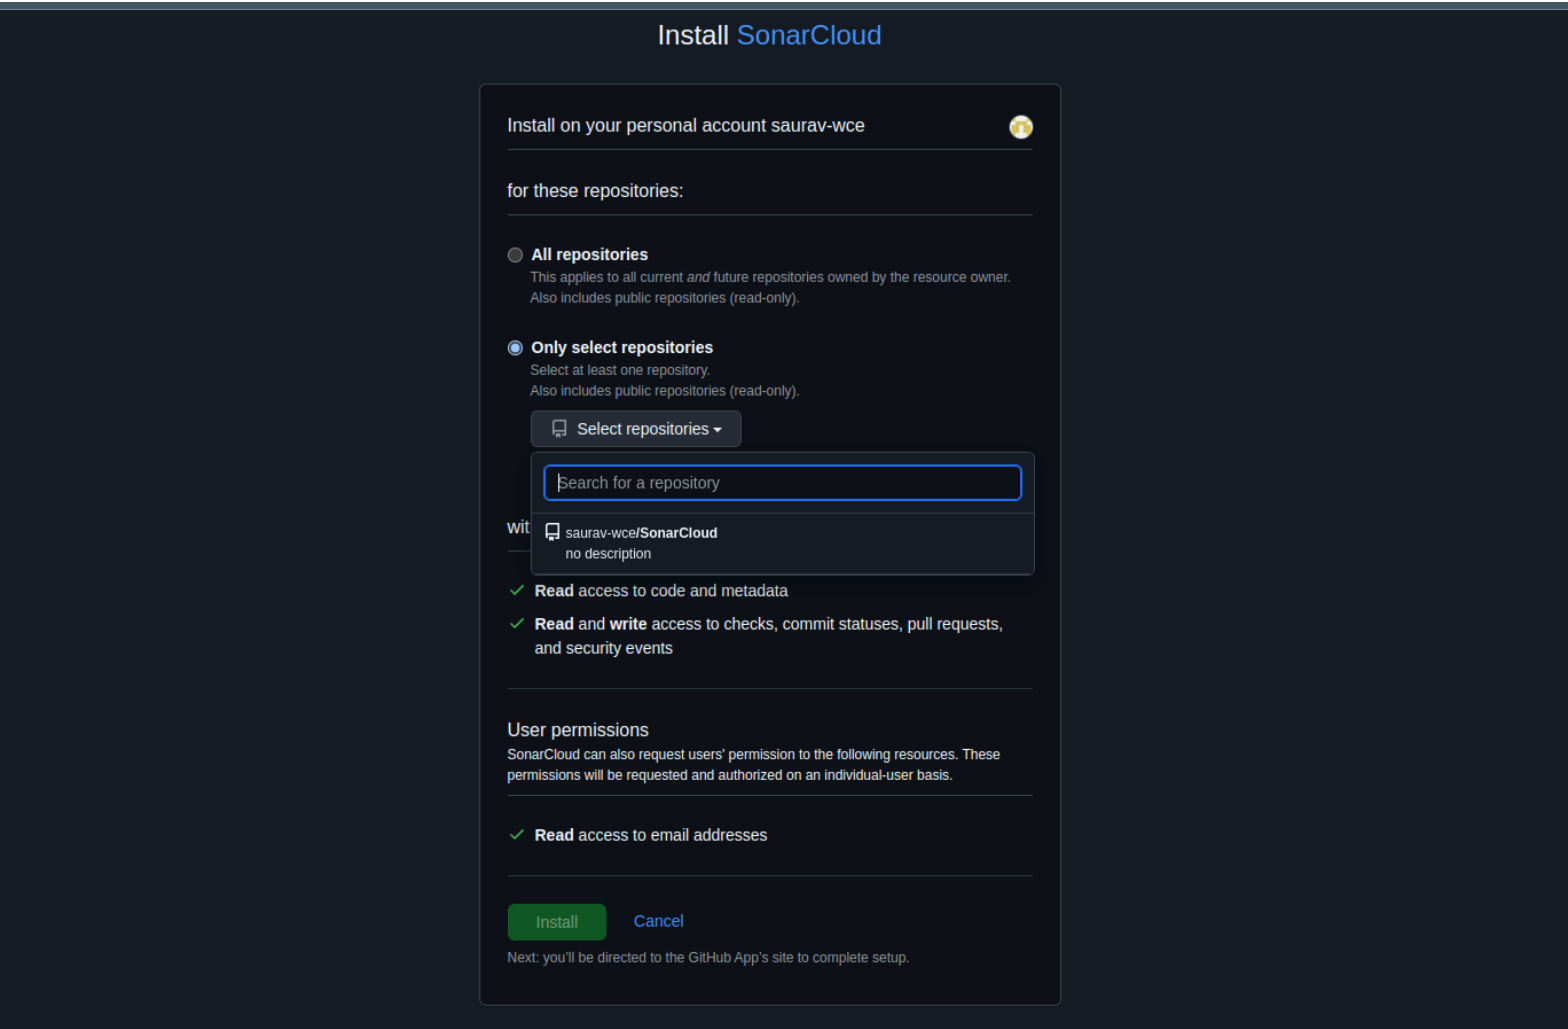 Install SonarCloud
Install on your personal account saurav-wce
for these repositories:
All repositories
This applies to all current and future repositories owned by the resource owner.
Also includes public repositories (read-only).
Only select repositories
Select at least one repository.
Also includes public repositories (read-only).
Select repositories
Search for a repository
wit
saurav-wce/SonarCloud
no description
Read access to code and metadata
Read and write access to checks, commit statuses, pull requests,
and security events
User permissions
SonarCloud can also request users' permission to the following resources. These
permissions will be requested and authorized on an individual-user basis.
Read access to email addresses
Install Cancel
Next: you'll be directed to the GitHub App's site to complete setup.